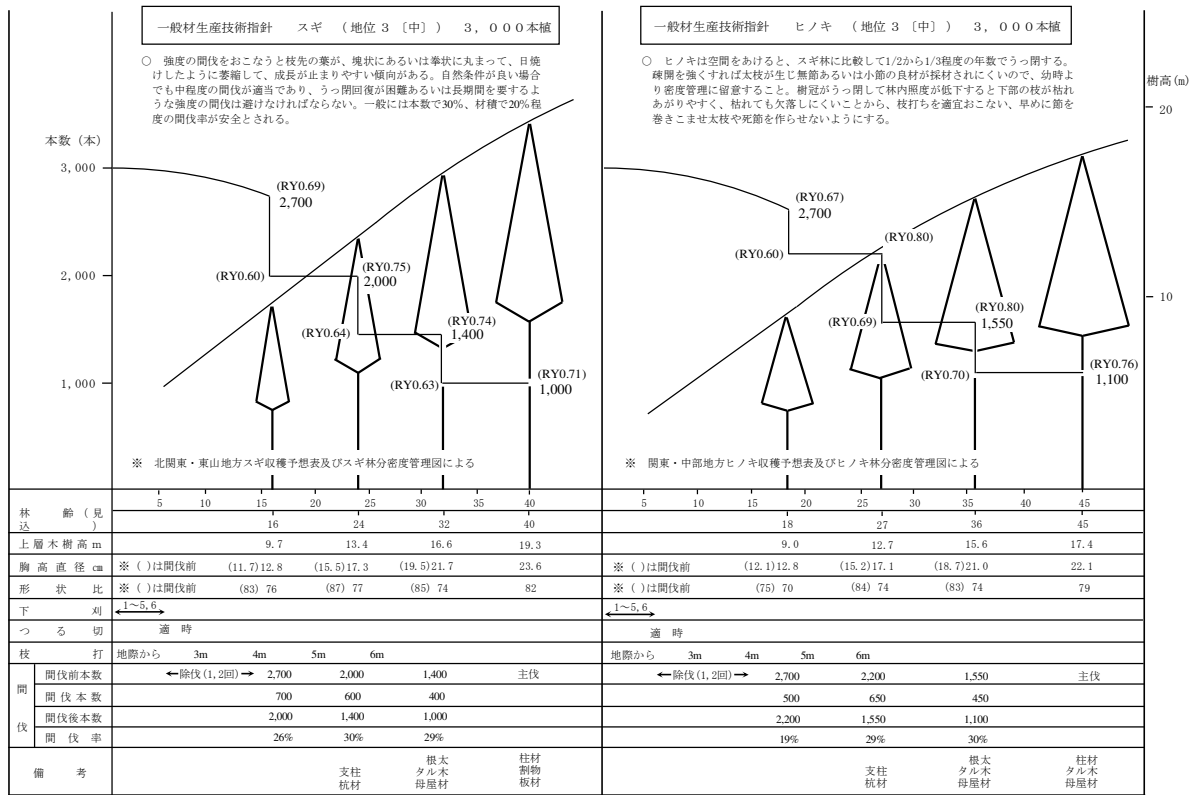 一般材生産技術指針　スギ　（地位３〔中〕）　３，０００本植
○　強度の間伐をおこなうと枝先の葉が、塊状にあるいは拳状に丸まって、日焼
けしたように萎縮して、成長が止まりやすい傾向がある。自然条件が良い場合
でも中程度の間伐が適当であり、うっ閉回復が困難あるいは長期間を要するよ
うな強度の間伐は避けなければならない。一般には本数で30%、材積で20%程
度の間伐率が安全とされる。
本数（本）
3,000
2,000
1,000
(RY0.69)
2,700
(RY0.60)
(RY0.75)
2,000
(RY0.64)
(RY0.74)
1,400
(RY0.63)
(RY0.71)
1,000
※　北関東・東山地方スギ収穫予想表及びスギ林分密度管理図による
一般材生産技術指針　ヒノキ　（地位３〔中〕）　３，０００本植
○　ヒノキは空間をあけると、スギ林に比較して1/2から1/3程度の年数でうっ閉する。
疎開を強くすれば太枝が生じ無節あるいは小節の良材が採材されにくいので、幼時よ
り密度管理に留意すること。樹冠がうっ閉して林内照度が低下すると下部の枝が枯れ
あがりやすく、枯れても欠落しにくいことから、枝打ちを適宜おこない、早めに節を
巻きこませ太枝や死節を作らせないようにする。
樹高(m)
20
10
(RY0.67)
2,700
(RY0.60)
(RY0.80)
(RY0.69)
(RY0.80)
1,550
(RY0.70)
(RY0.76)
1,100
※　関東・中部地方ヒノキ収穫予想表及びヒノキ林分密度管理図による
5 10 15 20 25 30 35 40 5 10 15 20 25 30 35 40 45
林齢（見込） 16 24 32 40 18 27 36 45
上層木樹高m 9.7 13.4 16.6 19.3 9.0 12.7 15.6 17.4
胸高直径㎝ ※ ( )は間伐前 (11.7)12.8 (15.5)17.3 (19.5)21.7 23.6 ※ ( )は間伐前 (12.1)12.8 (15.2)17.1 (18.7)21.0 22.1
形状比 ※ ( )は間伐前 (83) 76 (87) 77 (85) 74 82 ※ ( )は間伐前 (75) 70 (84) 74 (83) 74 79
下刈 1～5,6 1～5,6
つる切 適時 適時
枝打 地際から 3m 4m 5m 6m 地際から 3m 4m 5m 6m
間伐
間伐前本数 ←除伐(1,2回)→ 2,700 2,000 1,400 主伐 ←除伐(1,2回)→ 2,700 2,200 1,550 主伐
間伐本数 700 600 400 500 650 450
間伐後本数 2,000 1,400 1,000 2,200 1,550 1,100
間伐率 26% 30% 29% 19% 29% 30%
備考
支柱
杭材
根太
タル木
母屋材
柱材
割物
板材
支柱
杭材
根太
タル木
母屋材
柱材
タル木
母屋材